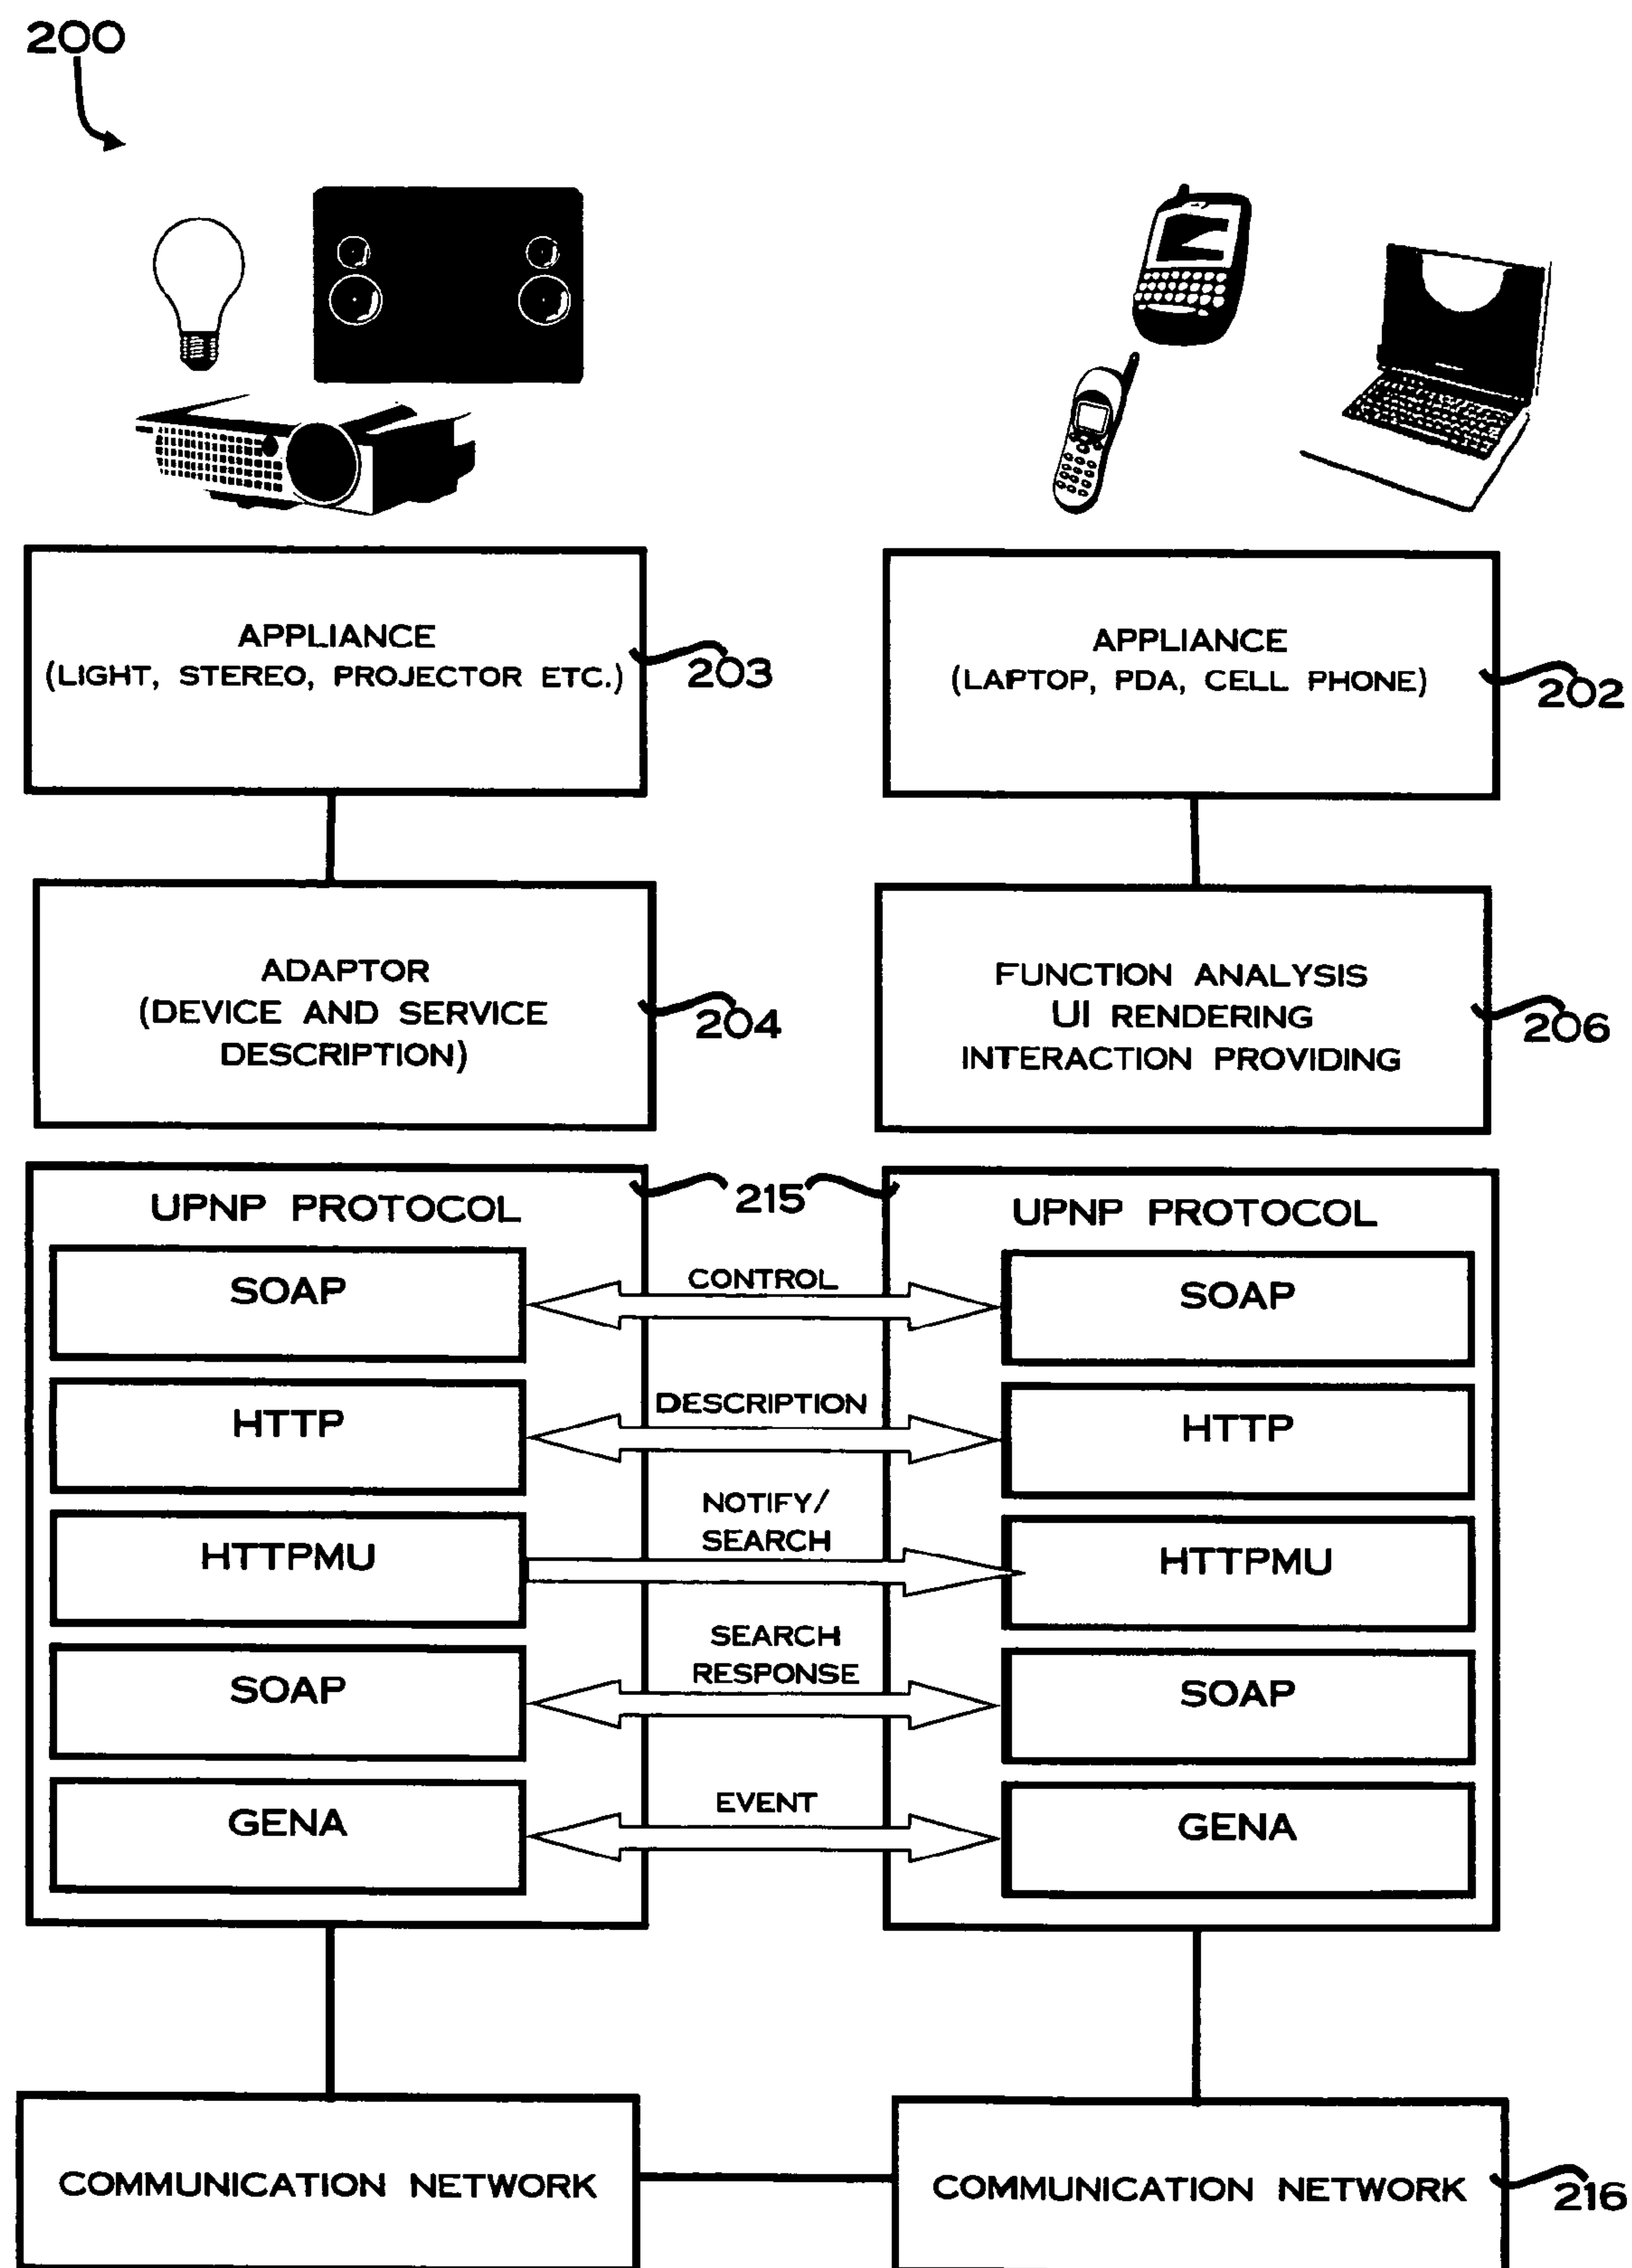 200
APPLIANCE
(LIGHT, STEREO, PROJECTOR ETC.)
203
APPLIANCE
(LAPTOP, PDA, CELL PHONE)
202
ADAPTOR
(DEVICE AND SERVICE
DESCRIPTION)
204
FUNCTION ANALYSIS
UI RENDERING
INTERACTION PROVIDING
206
UPNP PROTOCOL
215
UPNP PROTOCOL
SOAP
CONTROL
SOAP
HTTP
DESCRIPTION
HTTP
HTTPMU
NOTIFY/
SEARCH
HTTPMU
SOAP
SEARCH
RESPONSE
SOAP
GENA
EVENT
GENA
COMMUNICATION NETWORK
COMMUNICATION NETWORK
216